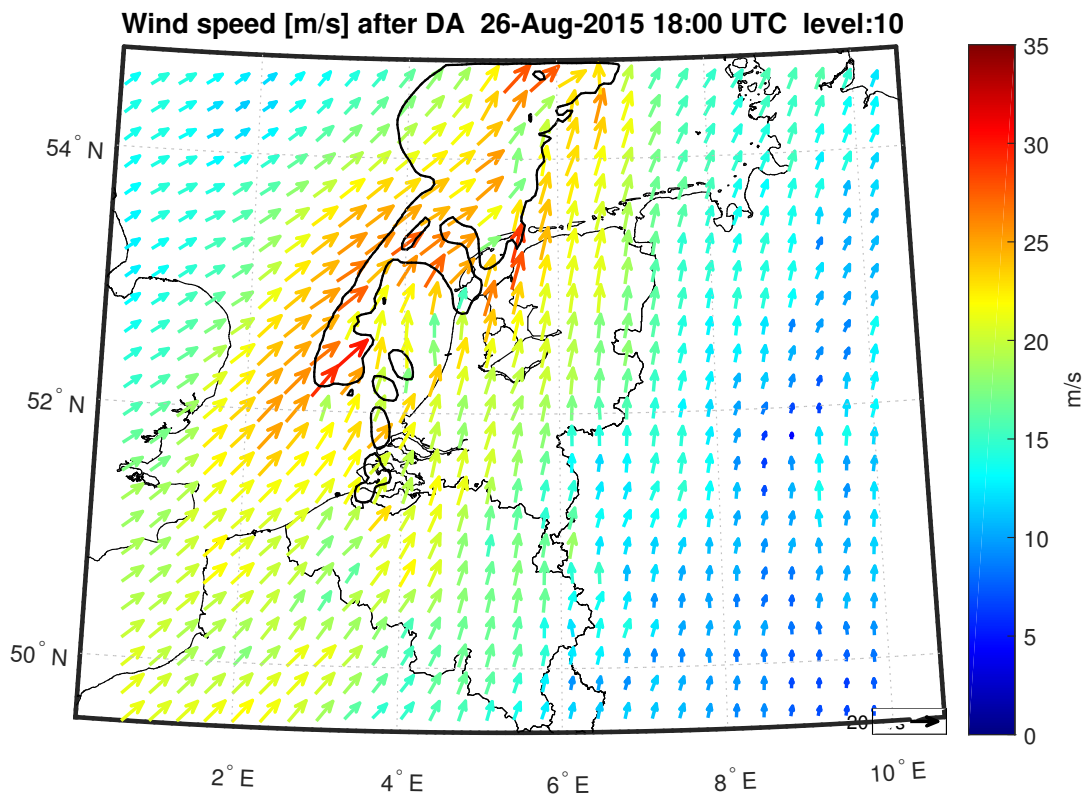 Wind speed [m/s] after DA 26-Aug-2015 18:00 UTC level:10
54° N
52° N
50° N
2° E
4° E
6° E
8° E
10° E
20
35
30
25
20
15
10
5
0
m/s